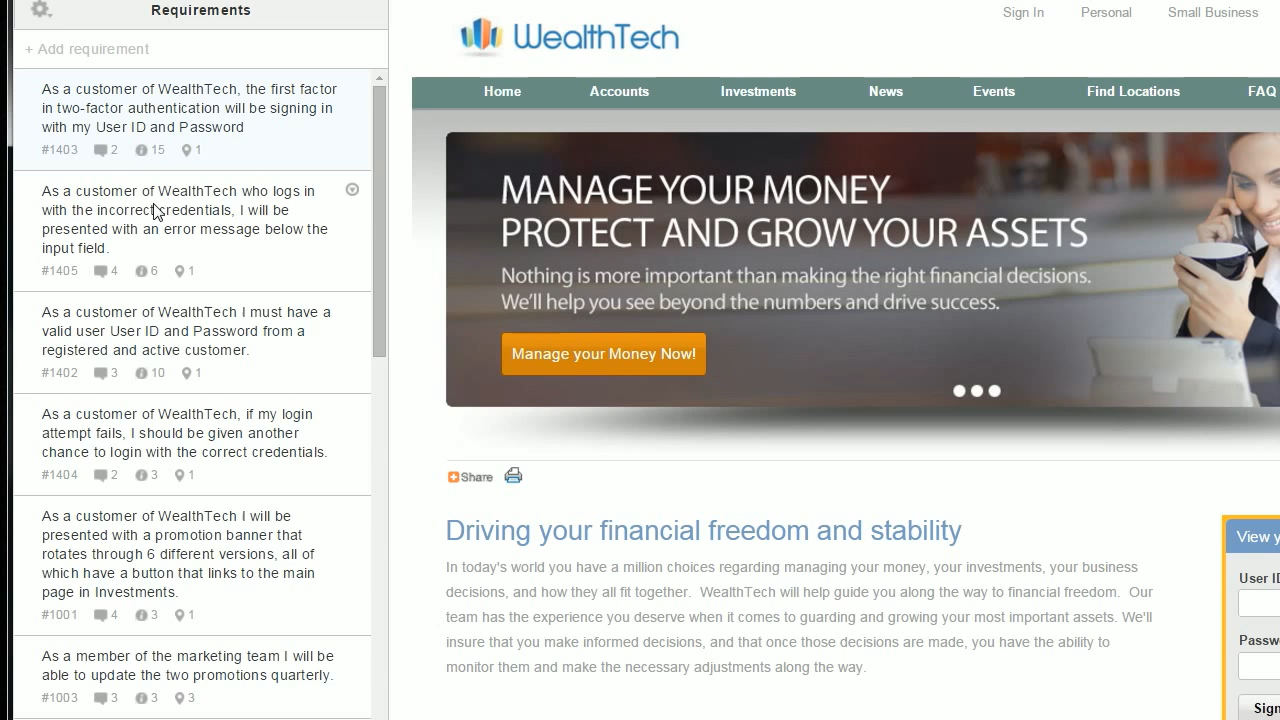 Requirements
+ Add requirement
As a customer of WealthTech, the first factor
in two-factor authentication will be signing in
with my User ID and Password
#1403 2 15 1
As a customer of WealthTech who logs in
with the incorrect credentials, I will be
presented with an error message below the
input field.
#1405 4 6 1
As a customer of WealthTech I must have a
valid user User ID and Password from a
registered and active customer.
#1402 3 10 1
As a customer of WealthTech, if my login
attempt fails, I should be given another
chance to login with the correct credentials.
#1404 2 3 1
As a customer of WealthTech I will be
presented with a promotion banner that
rotates through 6 different versions, all of
which have a button that links to the main
page in Investments.
#1001 4 3 1
As a member of the marketing team I will be
able to update the two promotions quarterly.
#1003 3 3 3
Sign In Personal Small Business
WealthTech
Home Accounts Investments News Events Find Locations FAQ
MANAGE YOUR MONEY
PROTECT AND GROW YOUR ASSETS
Nothing is more important than making the right financial decisions.
We'll help you see beyond the numbers and drive success.
Manage your Money Now!
Share
Driving your financial freedom and stability
In today's world you have a million choices regarding managing your money, your investments, your business
decisions, and how they all fit together. WealthTech will help guide you along the way to financial freedom. Our
team has the experience you deserve when it comes to guarding and growing your most important assets. We'll
insure that you make informed decisions, and that once those decisions are made, you have the ability to
monitor them and make the necessary adjustments along the way.
View y
User ID
Passw
Sign